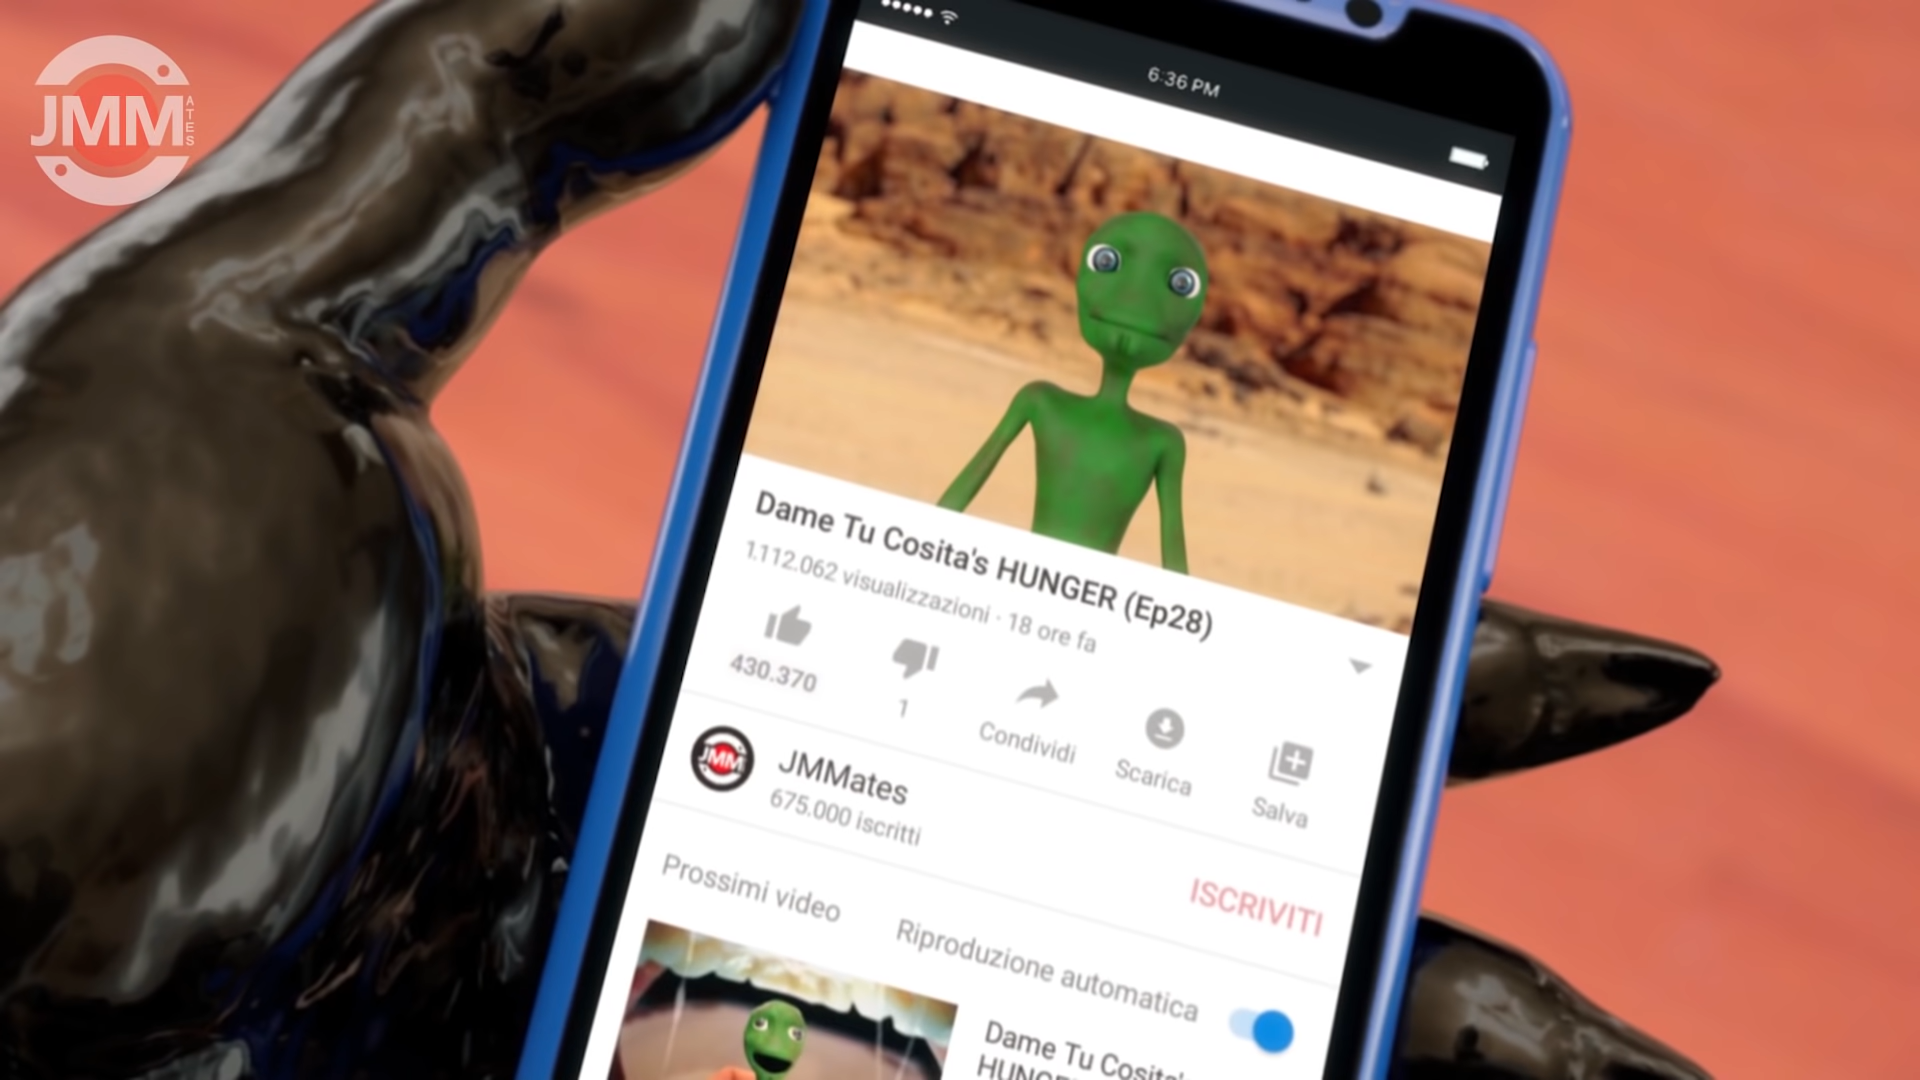 JMM
ATES
6:36 PM
Dame Tu Cosita's HUNGER (Ep28)
1.112.062 visualizzazioni · 18 ore fa
430.370
1
Condividi
Scarica
Salva
JMM
JMMates
675.000 iscritti
ISCRIVITI
Prossimi video
Riproduzione automatica
Dame Tu Cosita's